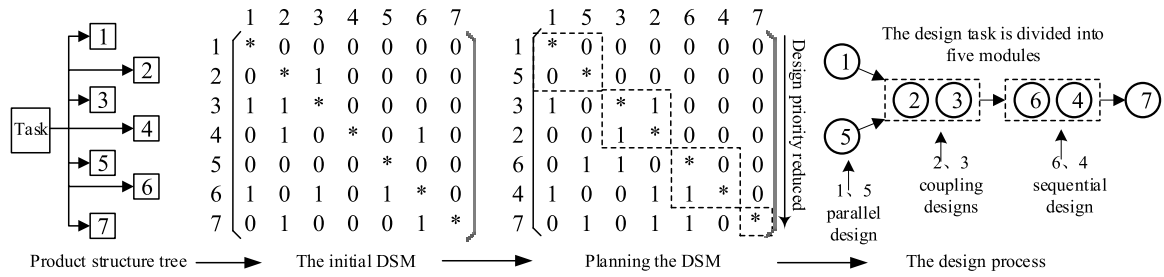 Task
1
2
3
4
5
6
7
Product structure tree
1 2 3 4 5 6 7
1 * 0 0 0 0 0 0
2 0 * 1 0 0 0 0
3 1 1 * 0 0 0 0
4 0 1 0 * 0 1 0
5 0 0 0 0 * 0 0
6 1 0 1 0 1 * 0
7 0 1 0 0 0 1 *
The initial DSM
1 5 3 2 6 4 7
1 * 0 0 0 0 0 0
5 0 * 0 0 0 0 0
3 1 0 * 1 0 0 0
2 0 0 1 * 0 0 0
6 0 1 1 0 * 0 0
4 1 0 0 1 1 * 0
7 0 0 0 1 1 0 *
Design priority reduced
Planning the DSM
The design task is divided into
five modules
1
5
2 3
6 4
7
1、5
parallel
design
2、3
coupling
designs
6、4
sequential
design
The design process